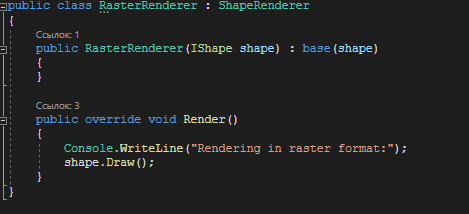 public class RasterRenderer : ShapeRenderer
{
Ссылок: 1
public RasterRenderer(IShape shape) : base(shape)
{
}
Ссылок: 3
public override void Render()
{
Console.WriteLine("Rendering in raster format:");
shape.Draw();
}
}